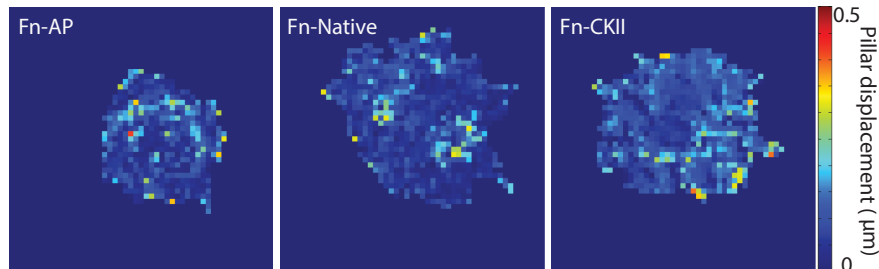 Fn-AP
Fn-Native
Fn-CKII
0.5
Pillar displacement ( μm)
0